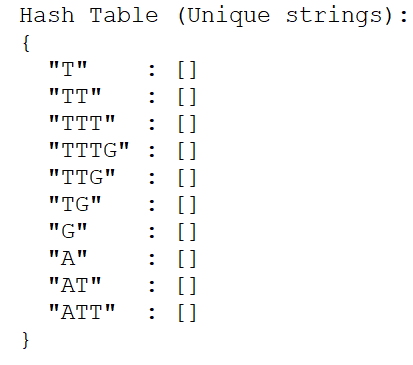 Hash Table (Unique strings):
{
"T" : []
"TT" : []
"TTT" : []
"TTTG" : []
"TTG" : []
"TG" : []
"G" : []
"A" : []
"AT" : []
"ATT" : []
}